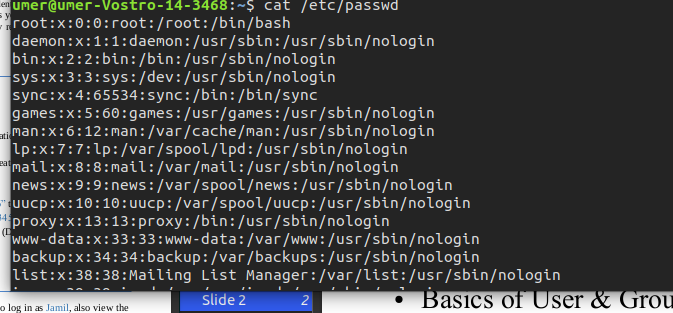 umer@umer-Vostro-14-3468:~$ cat /etc/passwd
root:x:0:0:root:/root:/bin/bash
daemon:x:1:1:daemon:/usr/sbin:/usr/sbin/nologin
bin:x:2:2:bin:/bin:/usr/sbin/nologin
sys:x:3:3:sys:/dev:/usr/sbin/nologin
sync:x:4:65534:sync:/bin:/bin/sync
games:x:5:60:games:/usr/games:/usr/sbin/nologin
man:x:6:12:man:/var/cache/man:/usr/sbin/nologin
lp:x:7:7:lp:/var/spool/lpd:/usr/sbin/nologin
mail:x:8:8:mail:/var/mail:/usr/sbin/nologin
news:x:9:9:news:/var/spool/news:/usr/sbin/nologin
uucp:x:10:10:uucp:/var/spool/uucp:/usr/sbin/nologin
proxy:x:13:13:proxy:/bin:/usr/sbin/nologin
www-data:x:33:33:www-data:/var/www:/usr/sbin/nologin
backup:x:34:34:backup:/var/backups:/usr/sbin/nologin
list:x:38:38:Mailing List Manager:/var/list:/usr/sbin/nologin
o log in as Jamil, also view the
Slide 2 2
• Basics of User & Grou